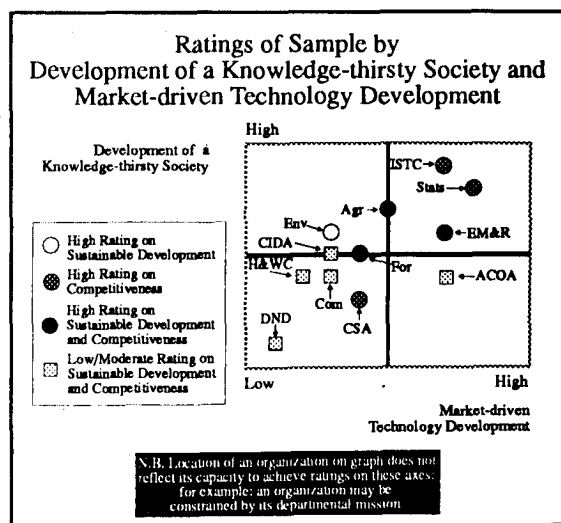 Ratings of Sample by
Development of a Knowledge-thirsty Society and
Market-driven Technology Development
Development of a
Knowledge-thirsty Society
High
ISTC
Stats
Agr
Env
EM&R
CIDA
H&WC
For
ACOA
Com
DND
CSA
Low
High
Market-driven
Technology Development
High Rating on
Sustainable Development
High Rating on
Competitiveness
High Rating on
Sustainable Development
and Competitiveness
Low/Moderate Rating on
Sustainable Development
and Competitiveness
N.B. Location of an organization on graph does not
reflect its capacity to achieve ratings on these axes:
for example: an organization may be
constrained by its departmental mission